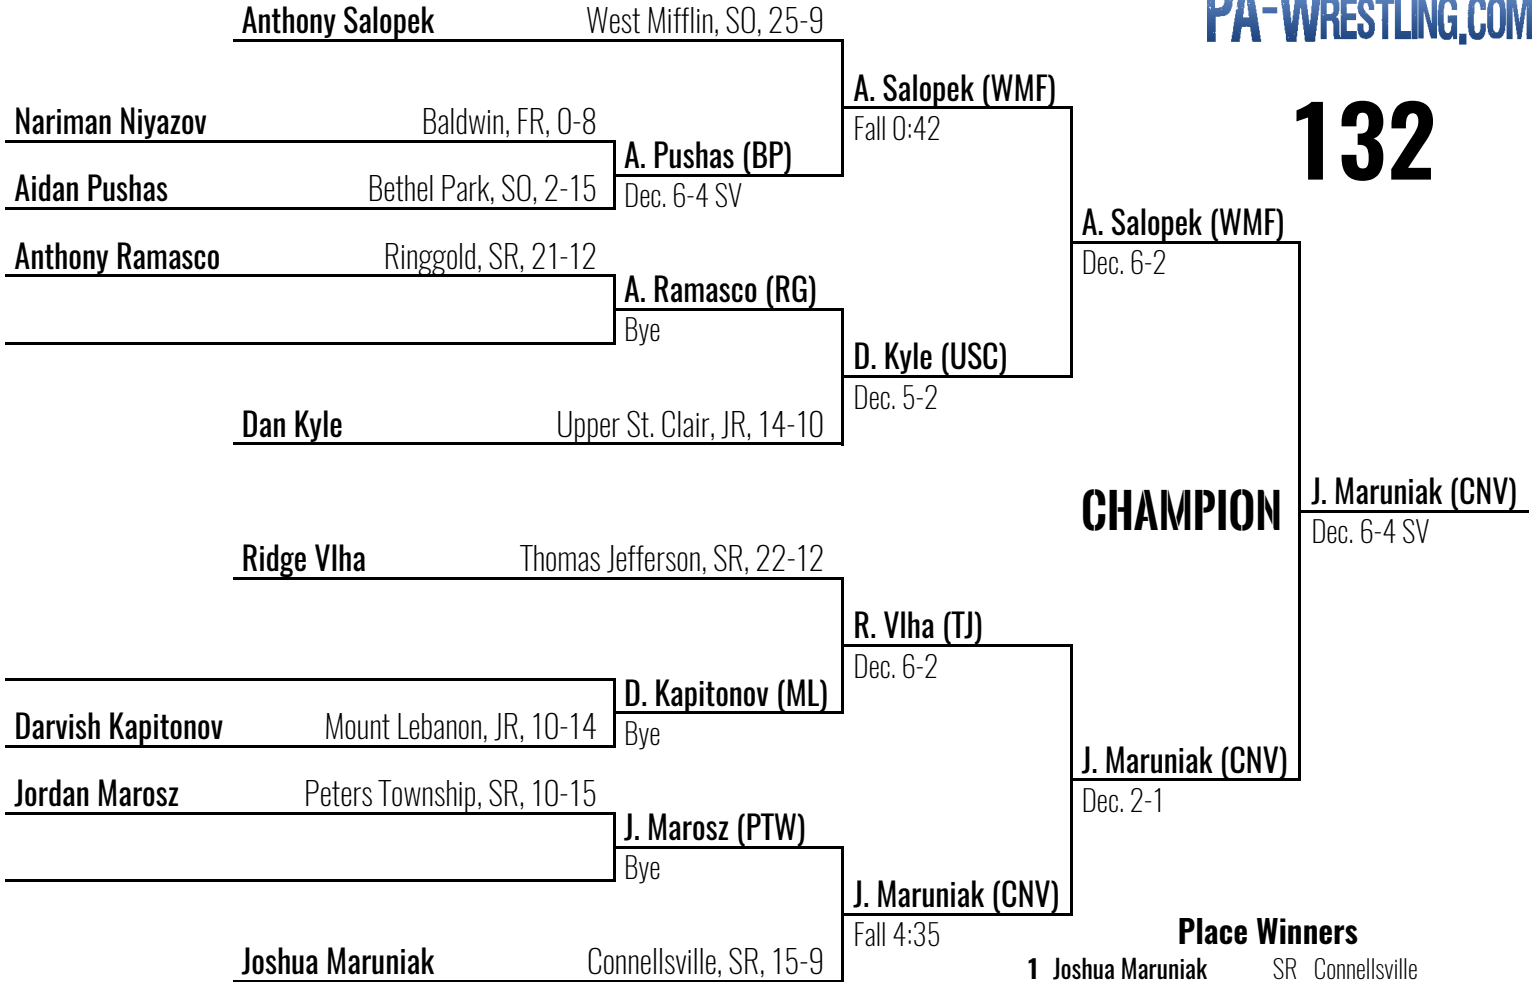 PA-WRESTLING.COM
132
Anthony Salopek West Mifflin, SO, 25-9
Nariman Niyazov Baldwin, FR, 0-8
Aidan Pushas Bethel Park, SO, 2-15
Anthony Ramasco Ringgold, SR, 21-12
Dan Kyle Upper St. Clair, JR, 14-10
Ridge Vlha Thomas Jefferson, SR, 22-12
Darvish Kapitonov Mount Lebanon, JR, 10-14
Jordan Marosz Peters Township, SR, 10-15
Joshua Maruniak Connellsville, SR, 15-9
A. Pushas (BP)
Dec. 6-4 SV
A. Ramasco (RG)
Bye
D. Kapitonov (ML)
Bye
J. Marosz (PTW)
Bye
A. Salopek (WMF)
Fall 0:42
D. Kyle (USC)
Dec. 5-2
R. Vlha (TJ)
Dec. 6-2
J. Maruniak (CNV)
Fall 4:35
A. Salopek (WMF)
Dec. 6-2
J. Maruniak (CNV)
Dec. 2-1
CHAMPION
J. Maruniak (CNV)
Dec. 6-4 SV
Place Winners
1 Joshua Maruniak SR Connellsville